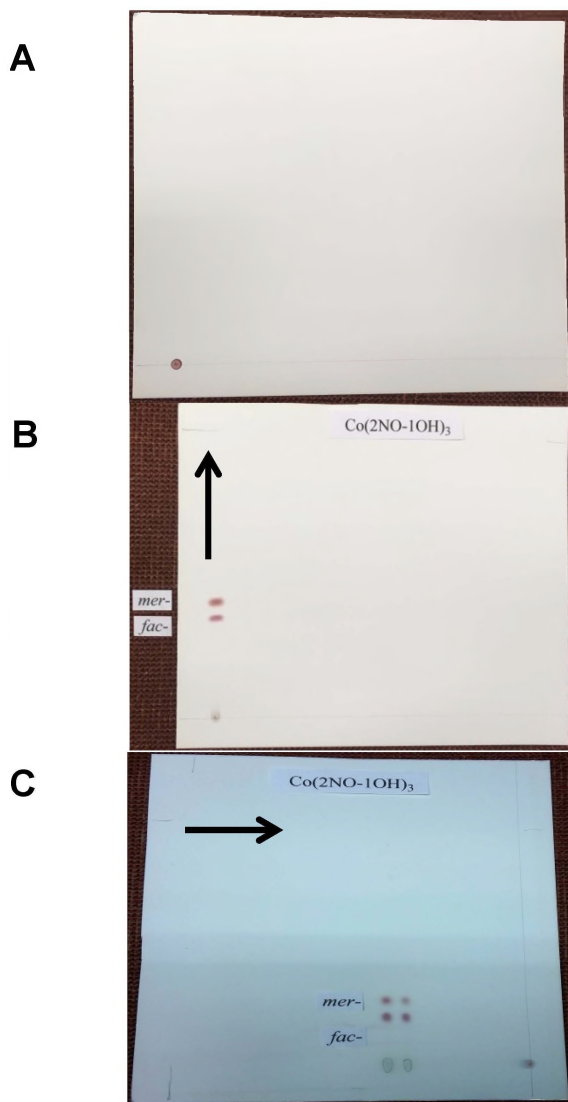 A
B
Co(2NO-1OH)₃
mer-
fac-
C
Co(2NO-1OH)₃
mer-
fac-